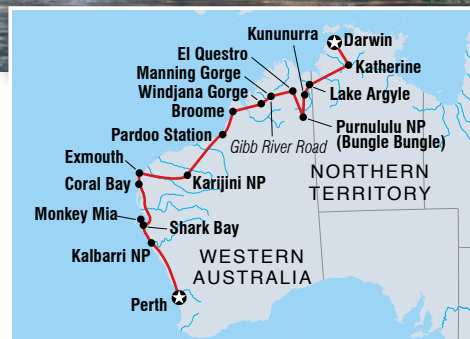 Kununurra
Darwin
El Questro
Katherine
Manning Gorge
Windjana Gorge
Lake Argyle
Broome
Purnululu NP
(Bungle Bungle)
Pardoo Station
Gibb River Road
Exmouth
NORTHERN
TERRITORY
Coral Bay
Karijini NP
Monkey Mia
Shark Bay
Kalbarri NP
WESTERN
AUSTRALIA
Perth